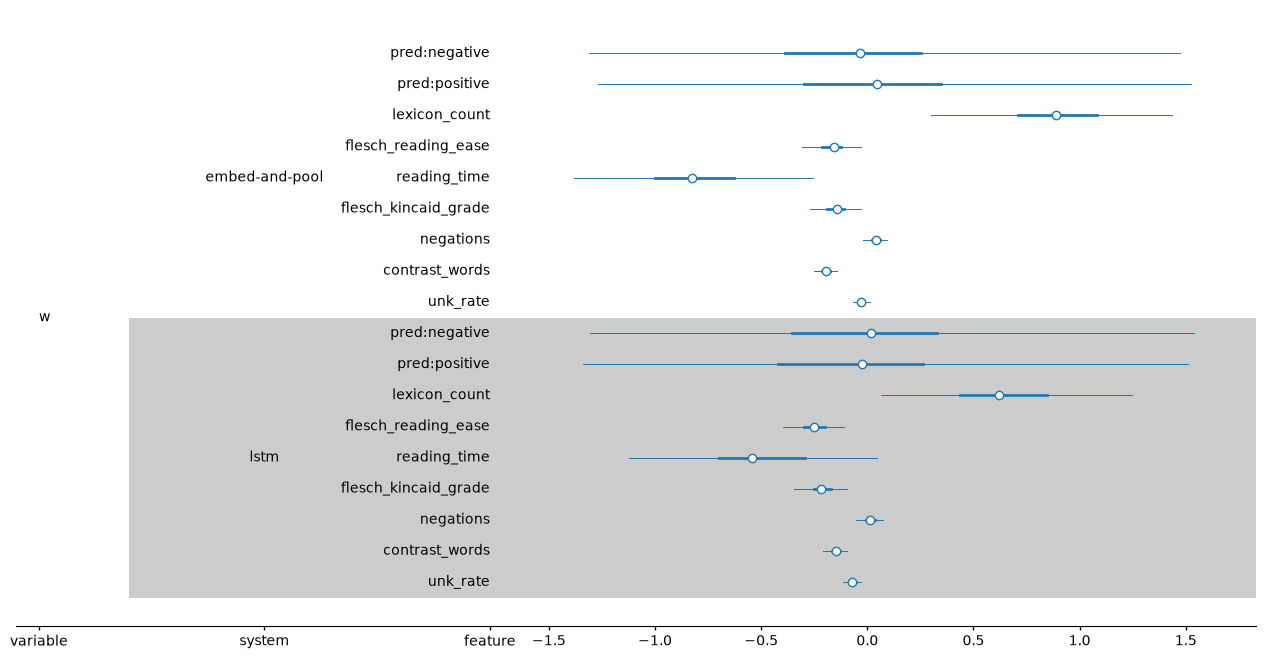 pred:negative
pred:positive
lexicon_count
flesch_reading_ease
embed-and-pool reading_time
flesch_kincaid_grade
negations
contrast_words
unk_rate
w
pred:negative
pred:positive
lexicon_count
flesch_reading_ease
lstm reading_time
flesch_kincaid_grade
negations
contrast_words
unk_rate
variable system feature −1.5 −1.0 −0.5 0.0 0.5 1.0 1.5